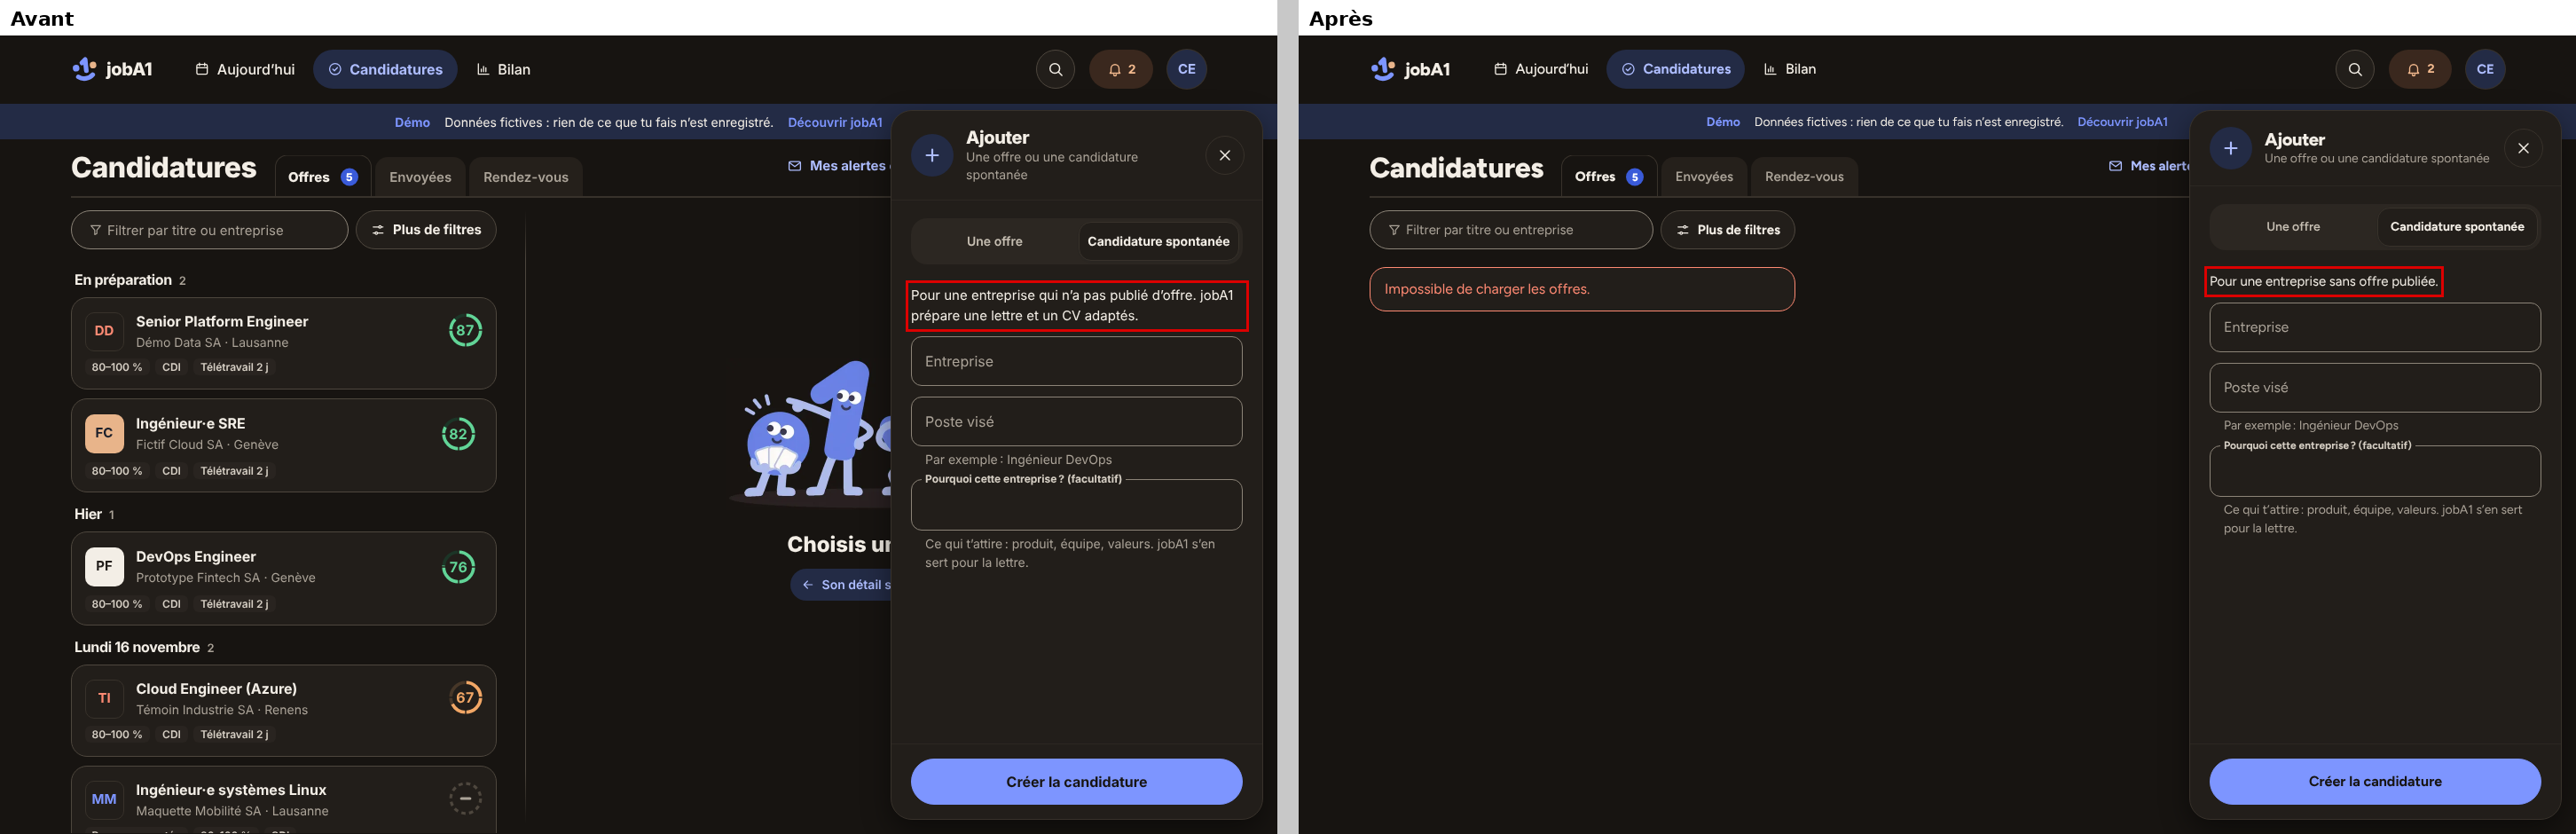 Avant
jobA1
Aujourd'hui
Candidatures
Bilan
2
CE
Démo Données fictives : rien de ce que tu fais n'est enregistré. Découvrir jobA1
Candidatures
Offres 5
Envoyées
Rendez-vous
Mes alertes
Filtrer par titre ou entreprise
Plus de filtres
En préparation 2
DD
Senior Platform Engineer
Démo Data SA · Lausanne
80–100 % CDI Télétravail 2 j
87
FC
Ingénieur·e SRE
Fictif Cloud SA · Genève
80–100 % CDI Télétravail 2 j
82
Hier 1
PF
DevOps Engineer
Prototype Fintech SA · Genève
80–100 % CDI Télétravail 2 j
76
Lundi 16 novembre 2
TI
Cloud Engineer (Azure)
Témoin Industrie SA · Renens
80–100 % CDI Télétravail 2 j
67
MM
Ingénieur·e systèmes Linux
Maquette Mobilité SA · Lausanne
Choisis
Son détail
Ajouter
Une offre ou une candidature
spontanée
Une offre
Candidature spontanée
Pour une entreprise qui n'a pas publié d'offre. jobA1
prépare une lettre et un CV adaptés.
Entreprise
Poste visé
Par exemple : Ingénieur DevOps
Pourquoi cette entreprise ? (facultatif)
Ce qui t'attire : produit, équipe, valeurs. jobA1 s'en
sert pour la lettre.
Créer la candidature
Après
jobA1
Aujourd'hui
Candidatures
Bilan
2
CE
Démo Données fictives : rien de ce que tu fais n'est enregistré. Découvrir jobA1
Candidatures
Offres 5
Envoyées
Rendez-vous
Mes alerte
Filtrer par titre ou entreprise
Plus de filtres
Impossible de charger les offres.
Ajouter
Une offre ou une candidature spontanée
Une offre
Candidature spontanée
Pour une entreprise sans offre publiée.
Entreprise
Poste visé
Par exemple : Ingénieur DevOps
Pourquoi cette entreprise ? (facultatif)
Ce qui t'attire : produit, équipe, valeurs. jobA1 s'en sert
pour la lettre.
Créer la candidature